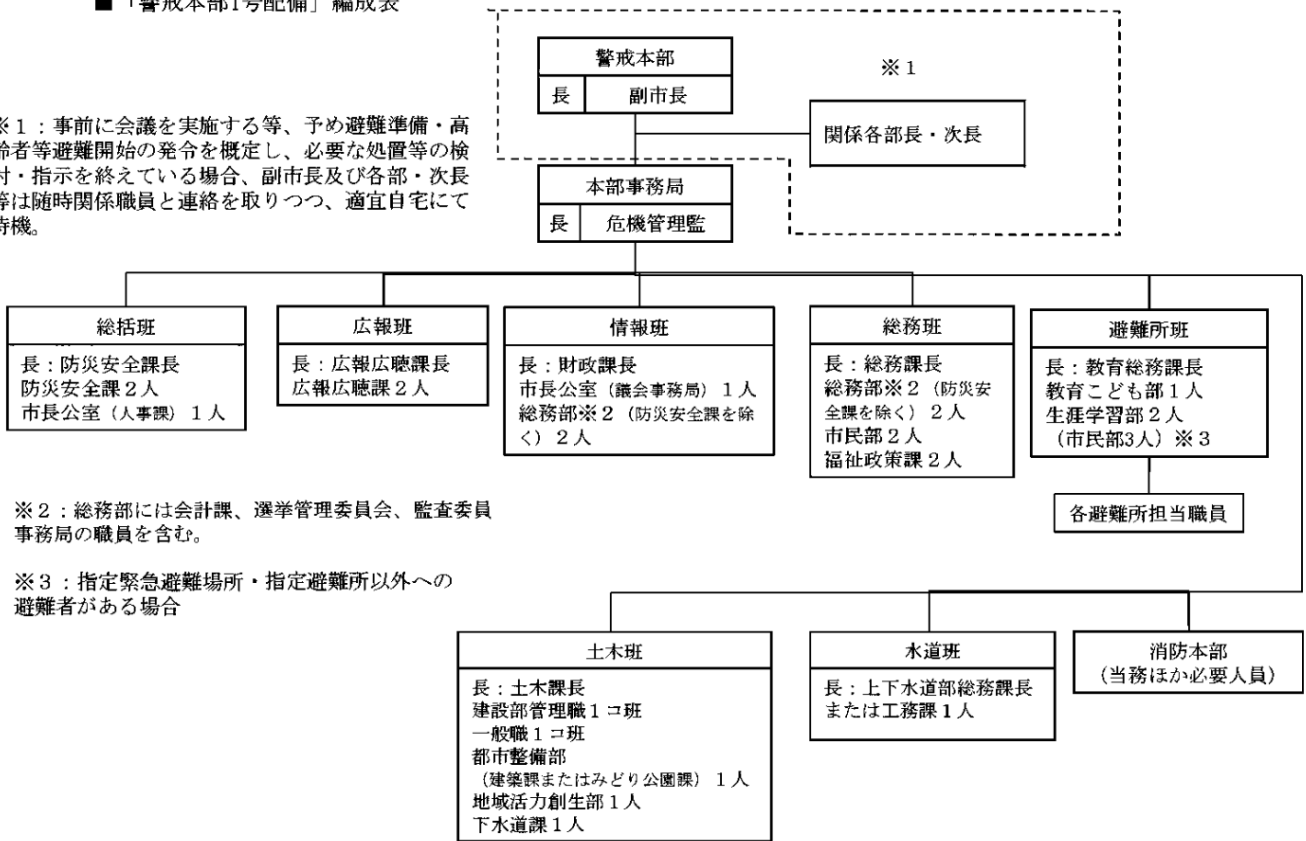 ■「警戒本部1号配備」編成表
警戒本部
長 副市長
※１
関係各部長・次長
※1：事前に会議を実施する等、予め避難準備・高
齢者等避難開始の発令を概定し、必要な処置等の検
討・指示を終えている場合、副市長及び各部・次長
等は随時関係職員と連絡を取りつつ、適宜自宅にて
待機。
本部事務局
長 危機管理監
総括班
長：防災安全課長
防災安全課２人
市長公室（人事課）１人
広報班
長：広報広聴課長
広報広聴課２人
情報班
長：財政課長
市長公室（議会事務局）１人
総務部※２（防災安全課を除
く）２人
総務班
長：総務課長
総務部※２（防災安
全課を除く）２人
市民部２人
福祉政策課２人
避難所班
長：教育総務課長
教育こども部１人
生涯学習部２人
（市民部3人）※３
各避難所担当職員
※２：総務部には会計課、選挙管理委員会、監査委員
事務局の職員を含む。
※３：指定緊急避難場所・指定避難所以外への
避難者がある場合
土木班
長：土木課長
建設部管理職１コ班
一般職１コ班
都市整備部
（建築課またはみどり公園課）１人
地域活力創生部１人
下水道課１人
水道班
長：上下水道部総務課長
または工務課１人
消防本部
（当務ほか必要人員）